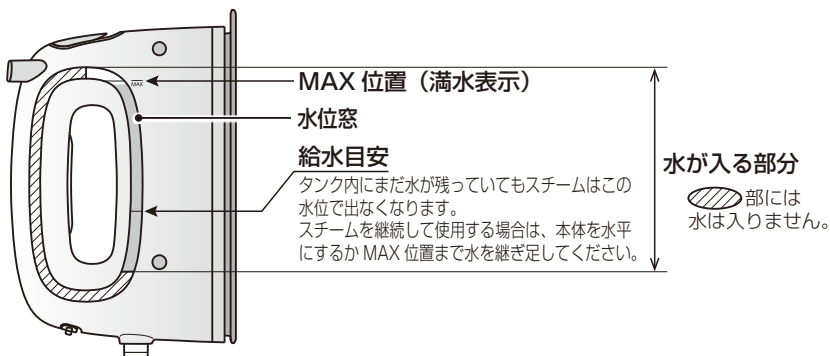 MAX
MAX 位置（満水表示）
水位窓
給水目安
タンク内にまだ水が残っていてもスチームはこの
水位で出なくなります。
スチームを継続して使用する場合は、本体を水平
にするか MAX 位置まで水を継ぎ足してください。
水が入る部分
部には
水は入りません。